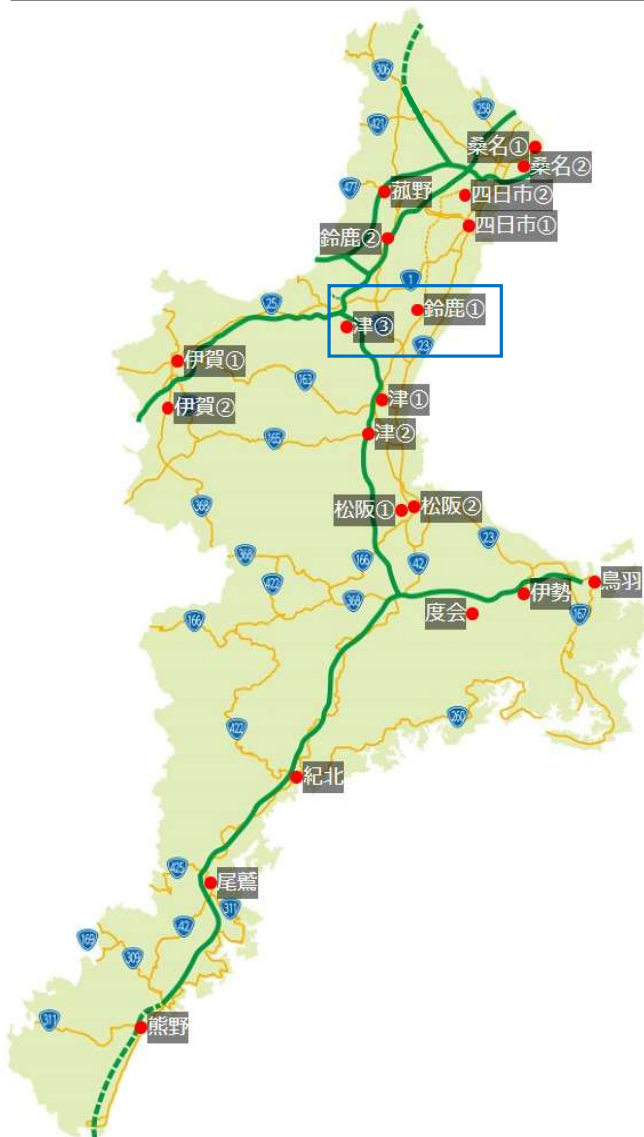 306
258
421
桑名①
桑名②
477
菰野
四日市②
四日市①
鈴鹿②
1
25
鈴鹿①
津③
23
伊賀①
163
津①
伊賀②
津②
165
368
松阪①
松阪②
23
368
166
42
422
368
鳥羽
伊勢
度会
167
166
260
422
紀北
425
尾鷲
311
42
169
309
311
熊野